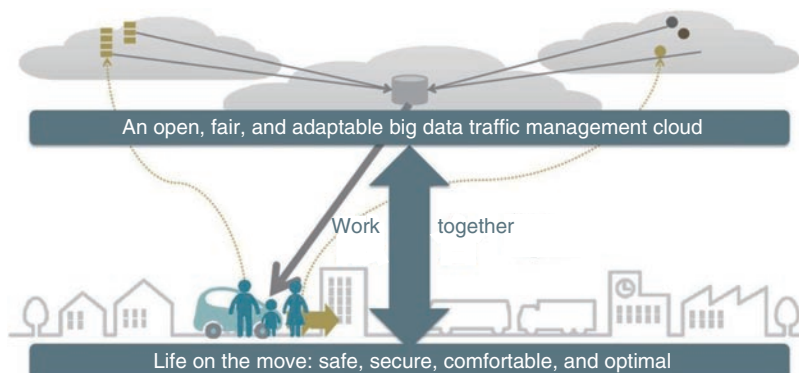 An open, fair, and adaptable big data traffic management cloud
Work together
Life on the move: safe, secure, comfortable, and optimal